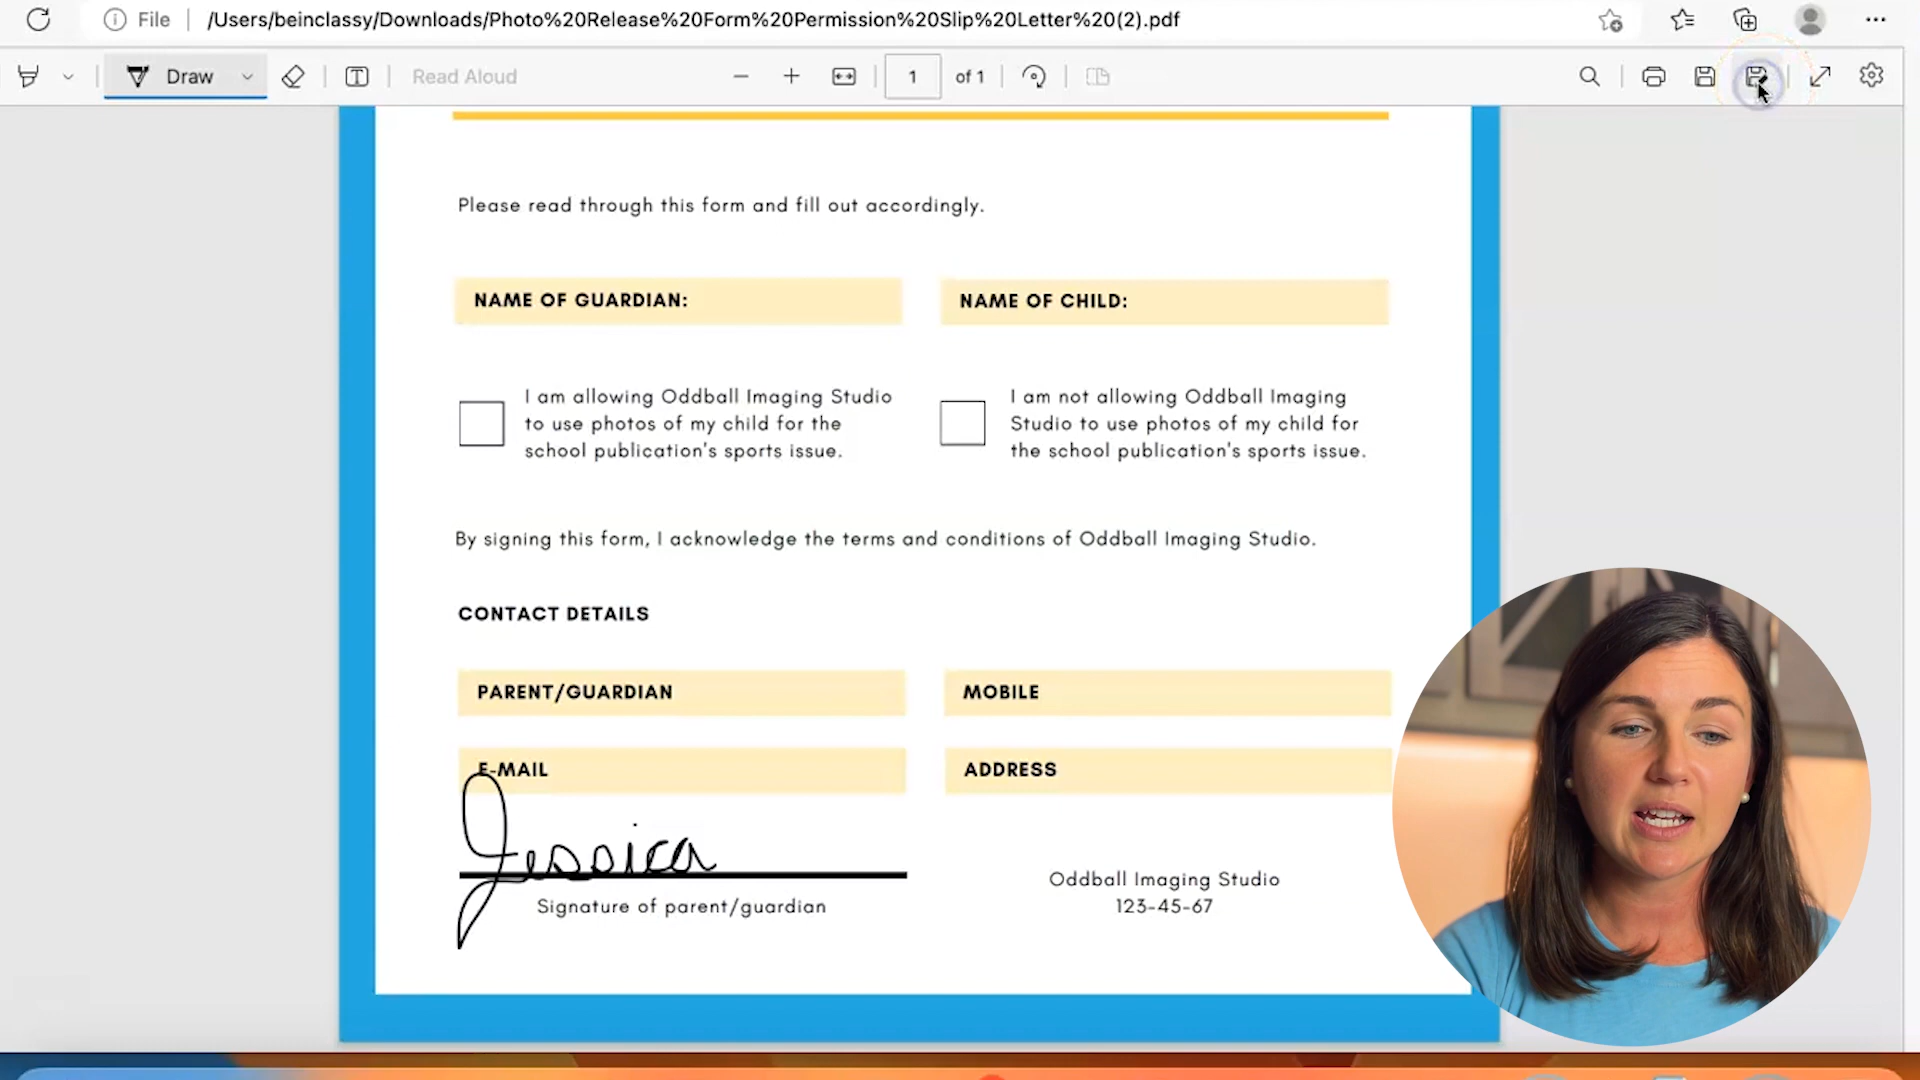 File /Users/beinclassy/Downloads/Photo%20Release%20Form%20Permission%20Slip%20Letter%20(2).pdf
Draw Read Aloud 1 of 1
Please read through this form and fill out accordingly.
NAME OF GUARDIAN: NAME OF CHILD:
I am allowing Oddball Imaging Studio
to use photos of my child for the
school publication's sports issue.
I am not allowing Oddball Imaging
Studio to use photos of my child for
the school publication's sports issue.
By signing this form, I acknowledge the terms and conditions of Oddball Imaging Studio.
CONTACT DETAILS
PARENT/GUARDIAN MOBILE
E-MAIL ADDRESS
Jessica
Signature of parent/guardian
Oddball Imaging Studio
123-45-67